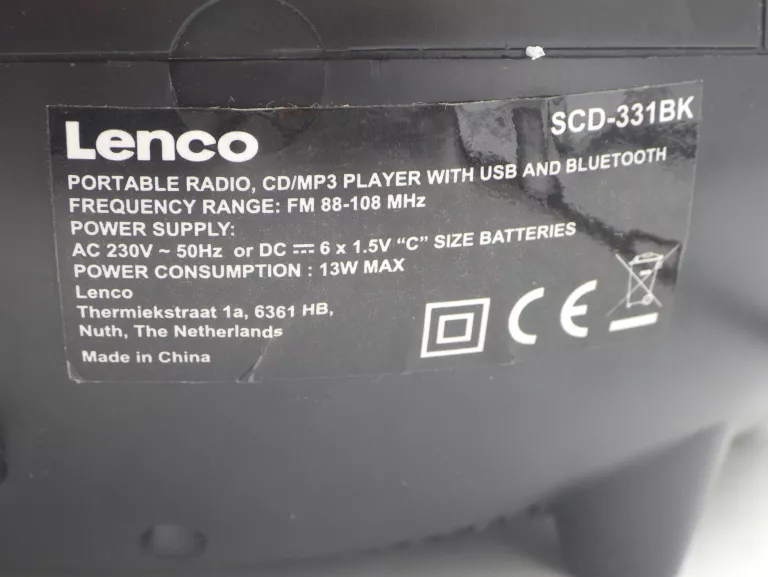 Lenco
SCD-331BK
PORTABLE RADIO, CD/MP3 PLAYER WITH USB AND BLUETOOTH
FREQUENCY RANGE: FM 88-108 MHz
POWER SUPPLY:
AC 230V ~ 50Hz or DC ⎓ 6 x 1.5V “C” SIZE BATTERIES
POWER CONSUMPTION : 13W MAX
Lenco
Thermiekstraat 1a, 6361 HB,
Nuth, The Netherlands
Made in China
CE